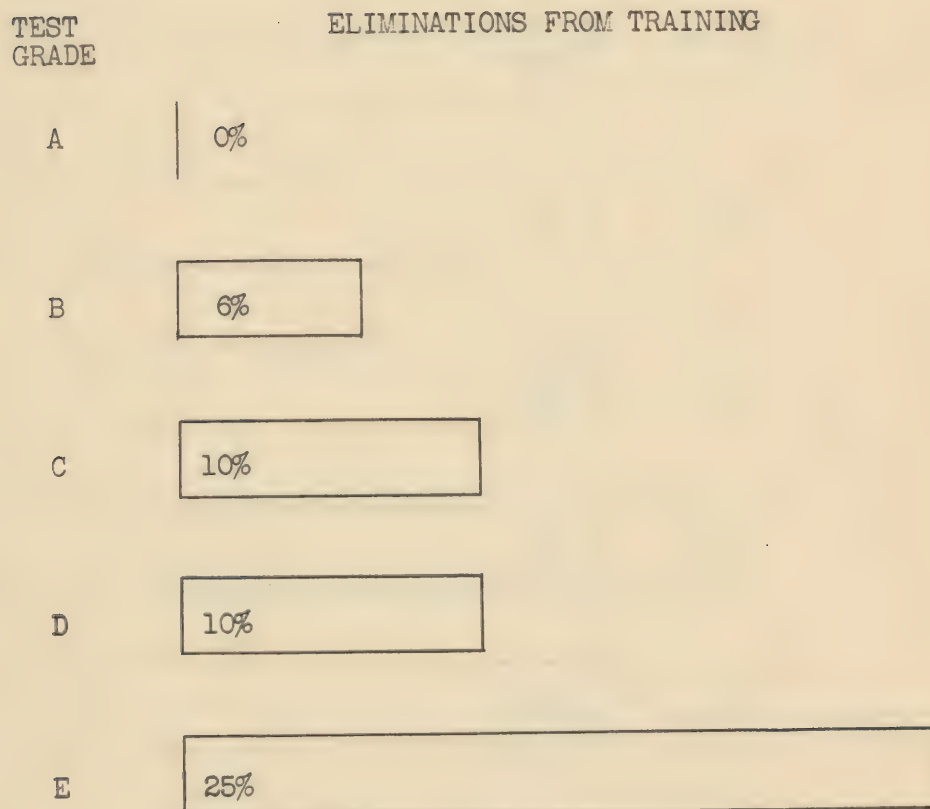 TEST GRADE
ELIMINATIONS FROM TRAINING
A 0%
B 6%
C 10%
D 10%
E 25%